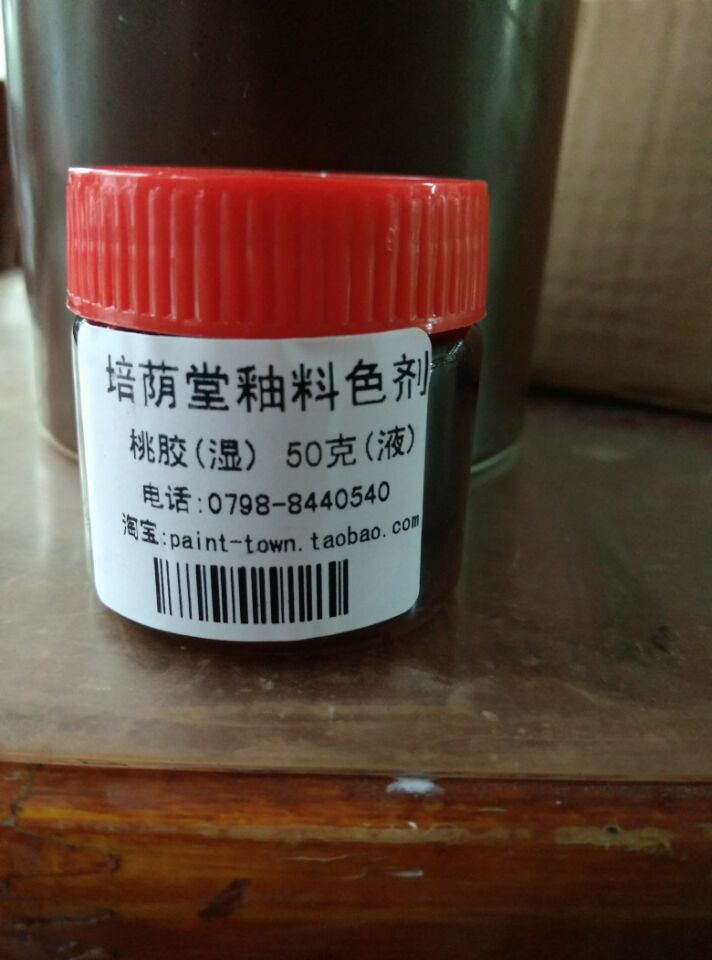 培荫堂釉料色剂
桃胶(湿) 50克(液)
电话:0798-8440540
淘宝:paint-town.taobao.com